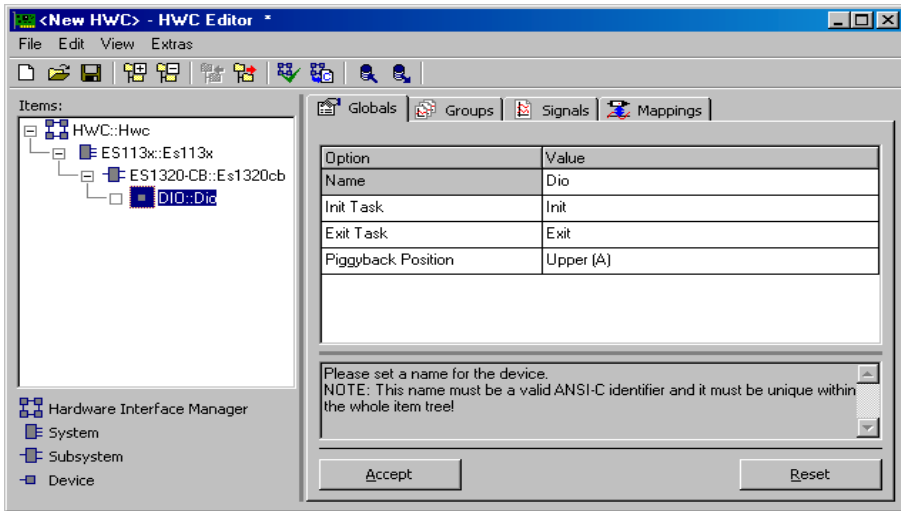 <New HWC> - HWC Editor *
File Edit View Extras
Items:
HWC::Hwc
ES113x::Es113x
ES1320-CB::Es1320cb
DIO::Dio
Hardware Interface Manager
System
Subsystem
Device
Globals Groups Signals Mappings
Option Value
Name Dio
Init Task Init
Exit Task Exit
Piggyback Position Upper (A)
Please set a name for the device.
NOTE: This name must be a valid ANSI-C identifier and it must be unique within
the whole item tree!
Accept Reset